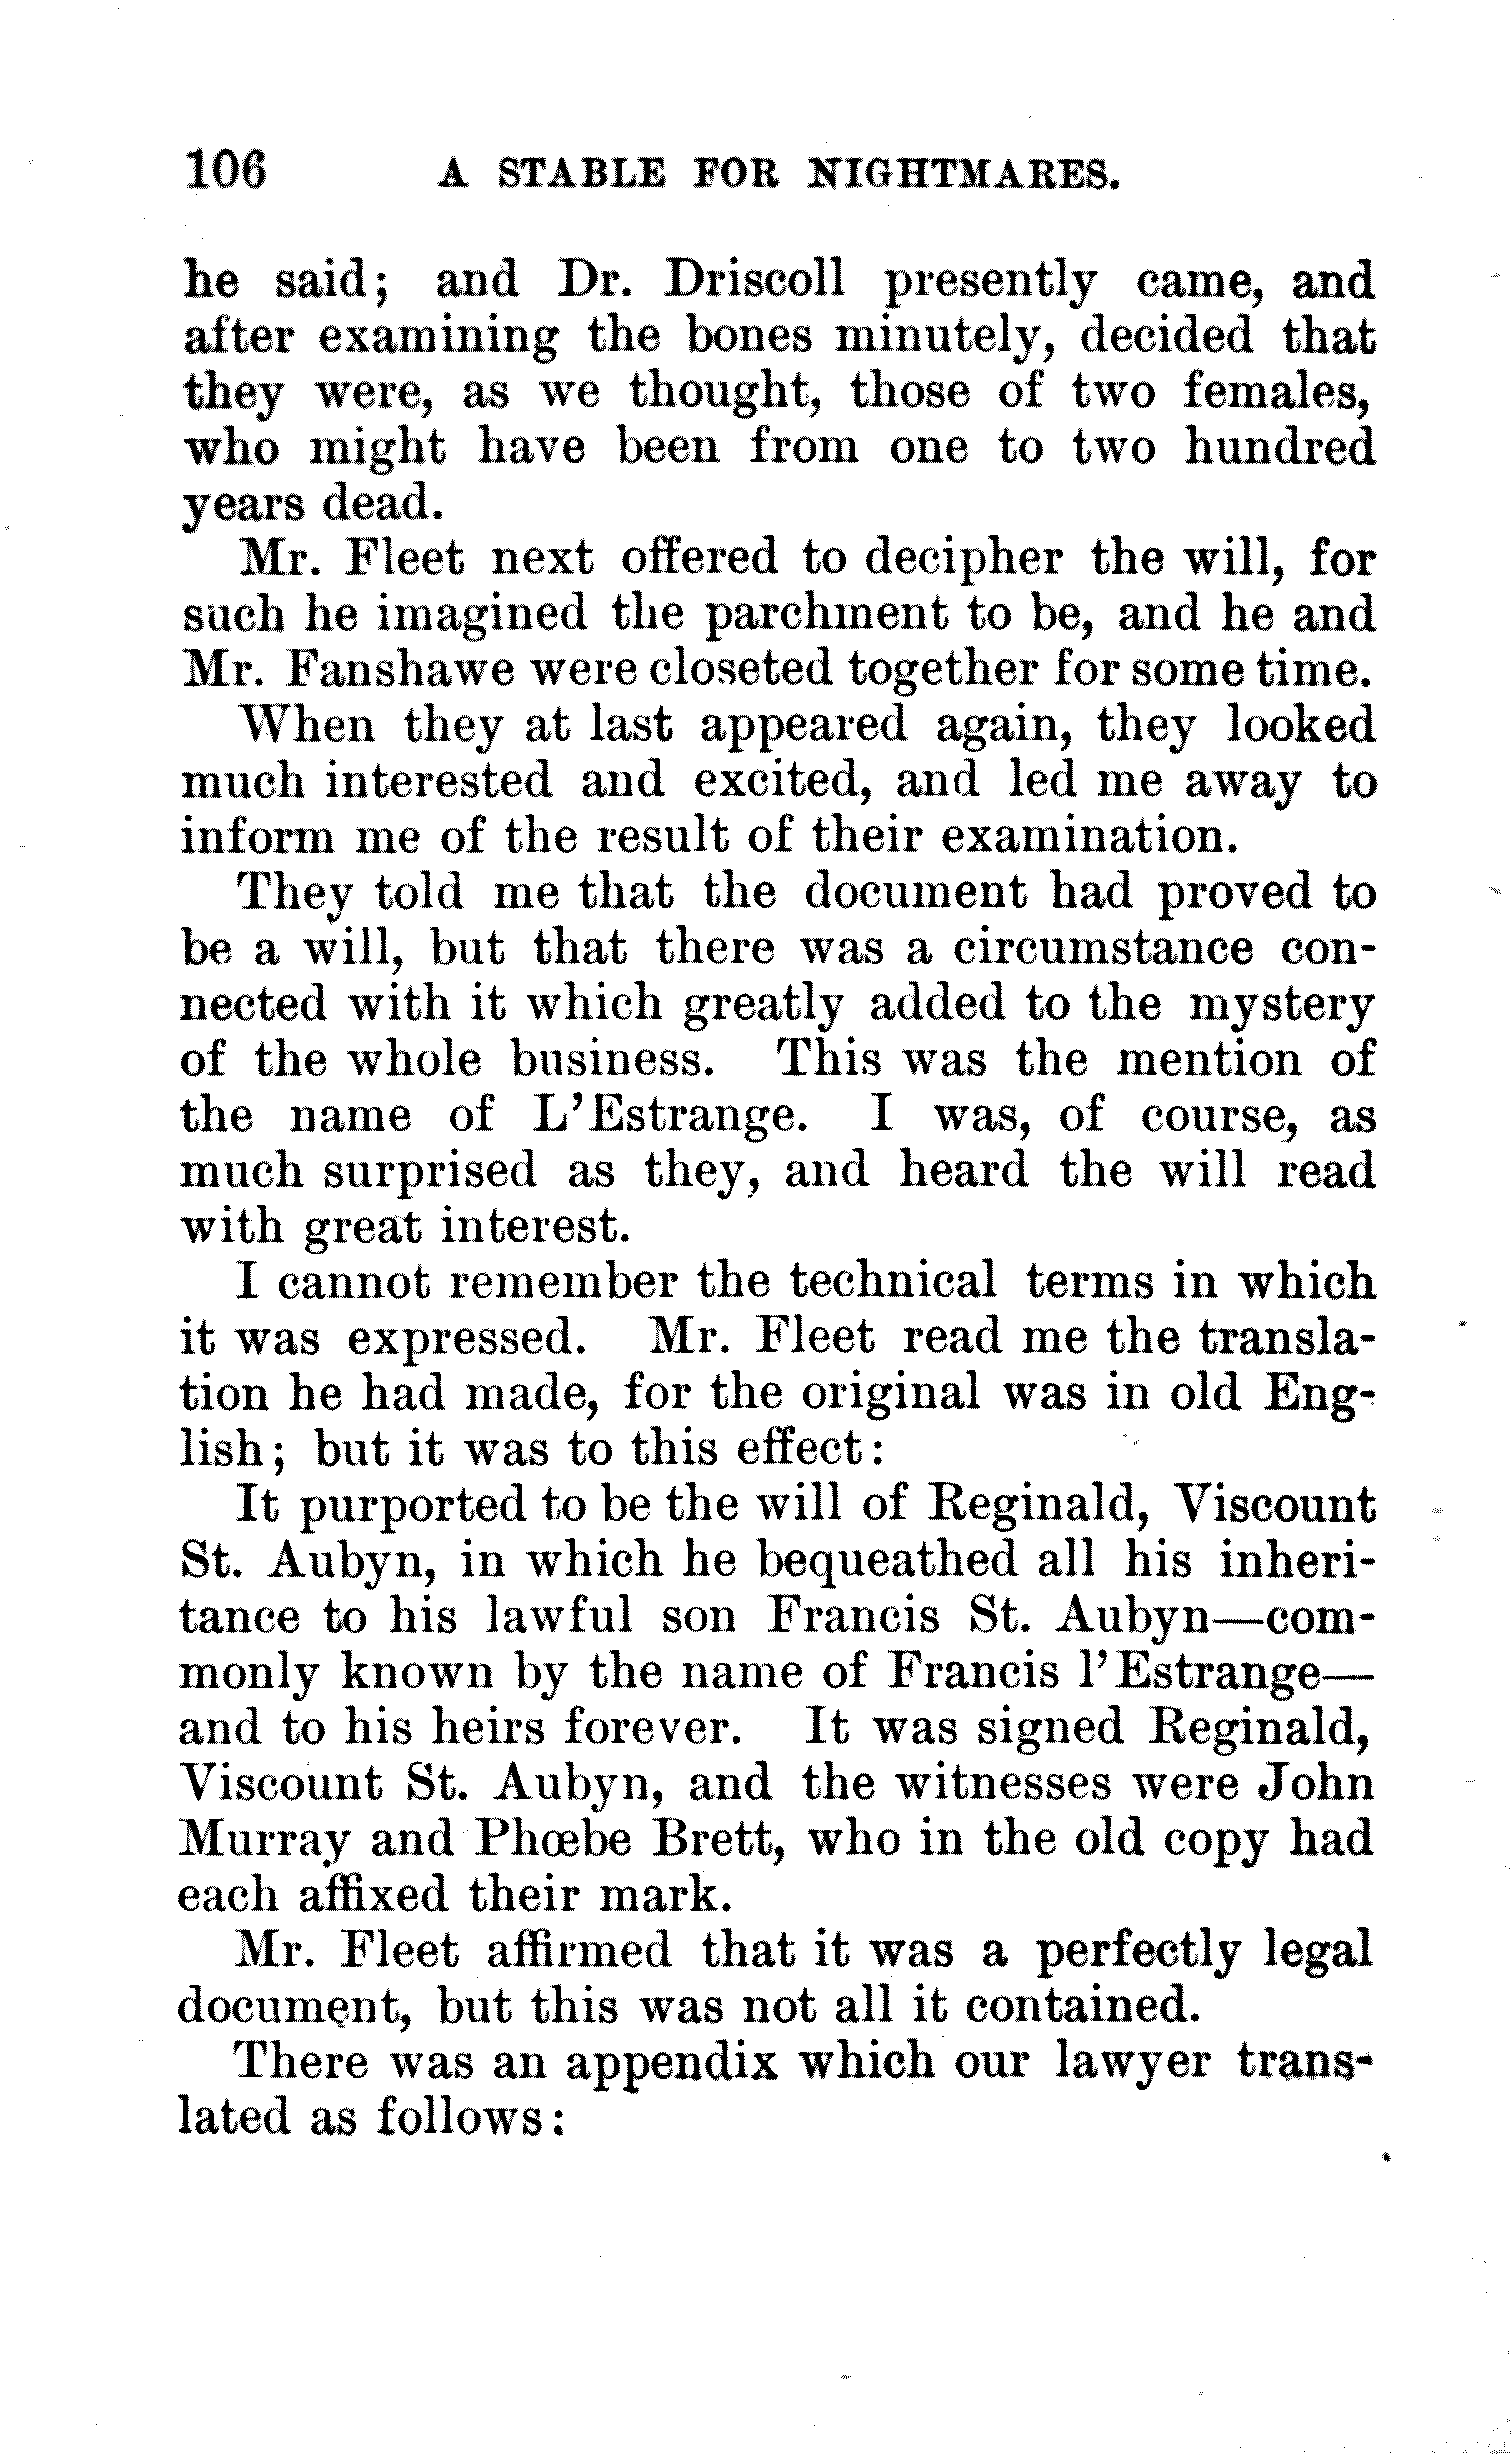 106 A STABLE FOR NIGHTMARES.
he said; and Dr. Driscoll presently came, and
after examining the bones minutely, decided that
they were, as we thought, those of two females,
who might have been from one to two hundred
years dead.
Mr. Fleet next offered to decipher the will, for
such he imagined the parchment to be, and he and
Mr. Fanshawe were closeted together for some time.
When they at last appeared again, they looked
much interested and excited, and led me away to
inform me of the result of their examination.
They told me that the document had proved to
be a will, but that there was a circumstance con-
nected with it which greatly added to the mystery
of the whole business. This was the mention of
the name of L'Estrange. I was, of course, as
much surprised as they, and heard the will read
with great interest.
I cannot remember the technical terms in which
it was expressed. Mr. Fleet read me the transla-
tion he had made, for the original was in old Eng-
lish; but it was to this effect:
It purported to be the will of Reginald, Viscount
St. Aubyn, in which he bequeathed all his inheri-
tance to his lawful son Francis St. Aubyn—com-
monly known by the name of Francis l'Estrange—
and to his heirs forever. It was signed Reginald,
Viscount St. Aubyn, and the witnesses were John
Murray and Phœbe Brett, who in the old copy had
each affixed their mark.
Mr. Fleet affirmed that it was a perfectly legal
document, but this was not all it contained.
There was an appendix which our lawyer trans-
lated as follows: